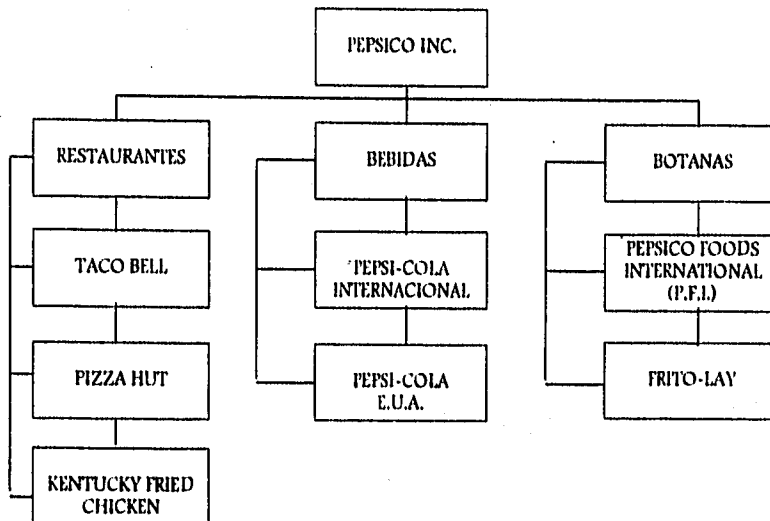 PEPSICO INC.
RESTAURANTES
BEBIDAS
BOTANAS
TACO BELL
PEPSI-COLA
INTERNACIONAL
PEPSICO FOODS
INTERNATIONAL
(P.F.I.)
PIZZA HUT
PEPSI-COLA
E.U.A.
FRITO-LAY
KENTUCKY FRIED
CHICKEN